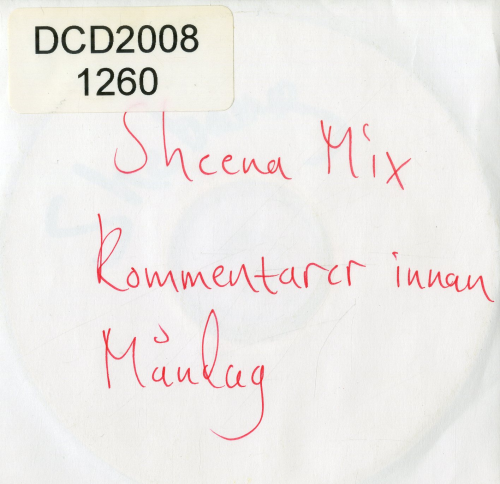 DCD2008
1260
Sheena Mix
Kommentarer innan
Måndag